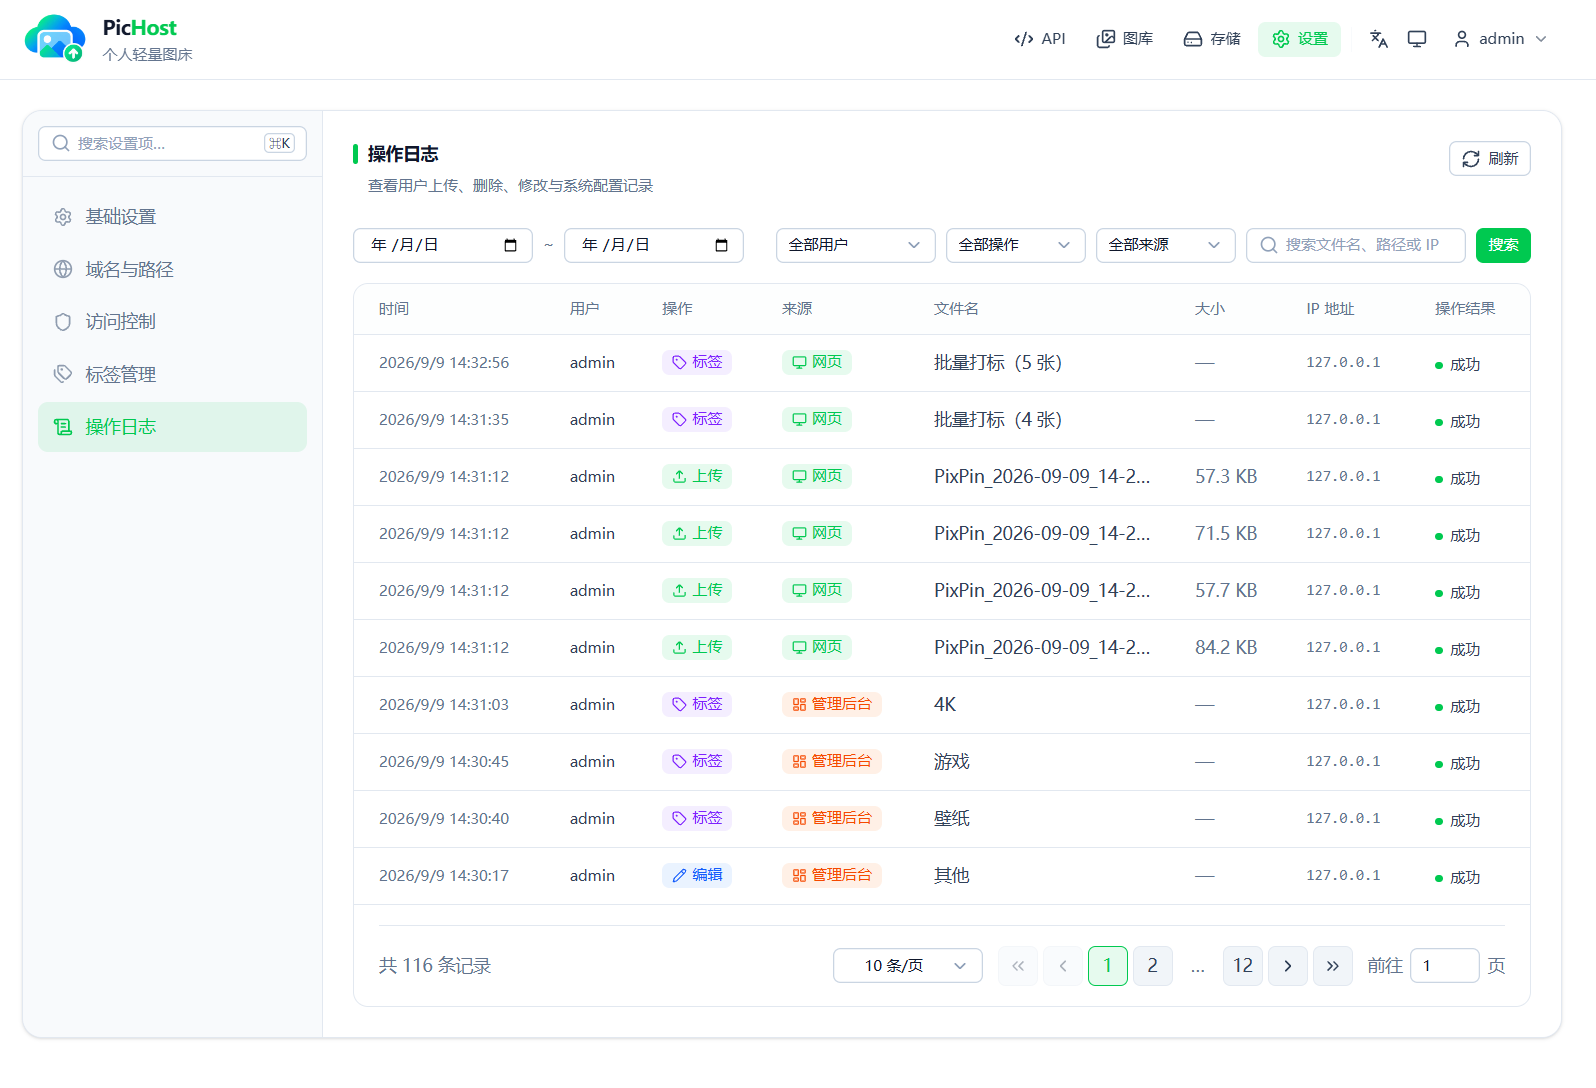 PicHost
个人轻量图床
API
图库
存储
设置
admin
搜索设置项...
⌘K
基础设置
域名与路径
访问控制
标签管理
操作日志
操作日志
查看用户上传、删除、修改与系统配置记录
刷新
年 /月/日 ~ 年 /月/日 全部用户 全部操作 全部来源 搜索文件名、路径或 IP 搜索
时间 用户 操作 来源 文件名 大小 IP 地址 操作结果
2026/9/9 14:32:56 admin 标签 网页 批量打标（5 张） — 127.0.0.1 成功
2026/9/9 14:31:35 admin 标签 网页 批量打标（4 张） — 127.0.0.1 成功
2026/9/9 14:31:12 admin 上传 网页 PixPin_2026-09-09_14-2... 57.3 KB 127.0.0.1 成功
2026/9/9 14:31:12 admin 上传 网页 PixPin_2026-09-09_14-2... 71.5 KB 127.0.0.1 成功
2026/9/9 14:31:12 admin 上传 网页 PixPin_2026-09-09_14-2... 57.7 KB 127.0.0.1 成功
2026/9/9 14:31:12 admin 上传 网页 PixPin_2026-09-09_14-2... 84.2 KB 127.0.0.1 成功
2026/9/9 14:31:03 admin 标签 管理后台 4K — 127.0.0.1 成功
2026/9/9 14:30:45 admin 标签 管理后台 游戏 — 127.0.0.1 成功
2026/9/9 14:30:40 admin 标签 管理后台 壁纸 — 127.0.0.1 成功
2026/9/9 14:30:17 admin 编辑 管理后台 其他 — 127.0.0.1 成功
共 116 条记录 10 条/页 « ‹ 1 2 ... 12 › » 前往 1 页